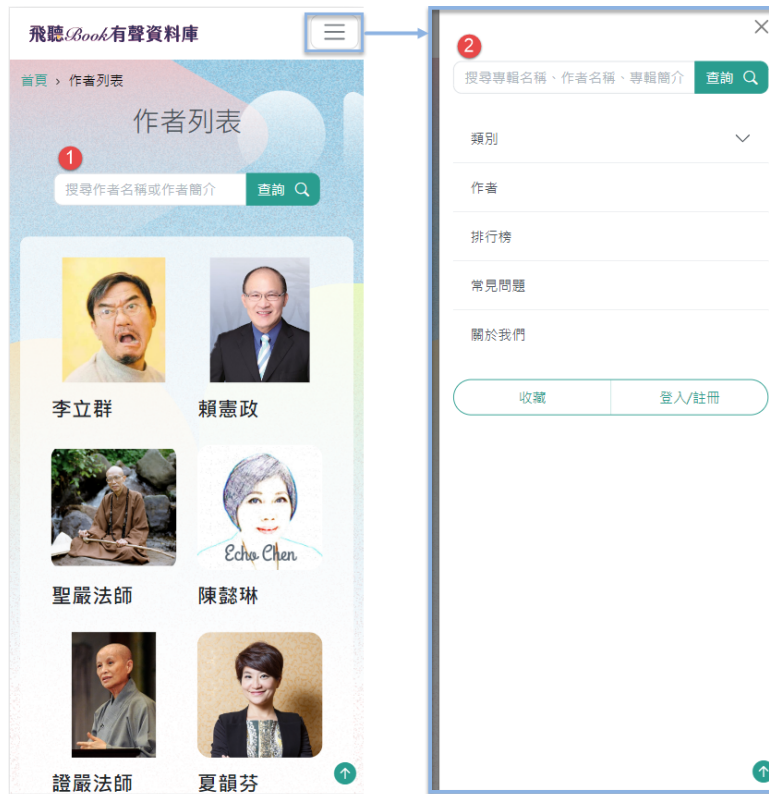 飛聽Book有聲資料庫
首頁 › 作者列表
作者列表
1
搜尋作者名稱或作者簡介 查詢
李立群 賴憲政
Echo Chen
聖嚴法師 陳懿琳
證嚴法師 夏韻芬
2
搜尋專輯名稱、作者名稱、專輯簡介 查詢
類別
作者
排行榜
常見問題
關於我們
收藏 登入/註冊